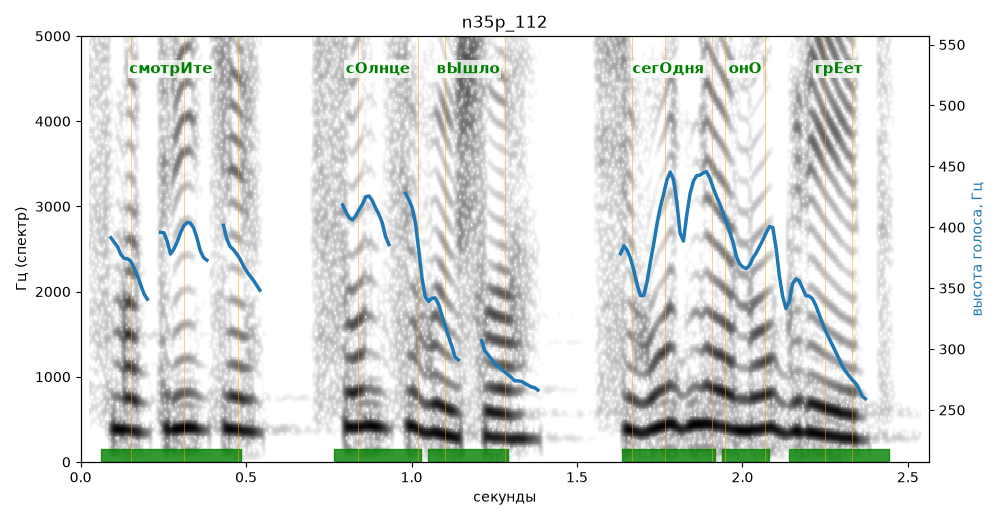 n35p_112
смотрИте сОлнце вЫшло сегОдня онО грЕет
Гц (спектр)
5000
4000
3000
2000
1000
0
550
500
450
400
350
300
250
высота голоса, Гц
0.0 0.5 1.0 1.5 2.0 2.5
секунды